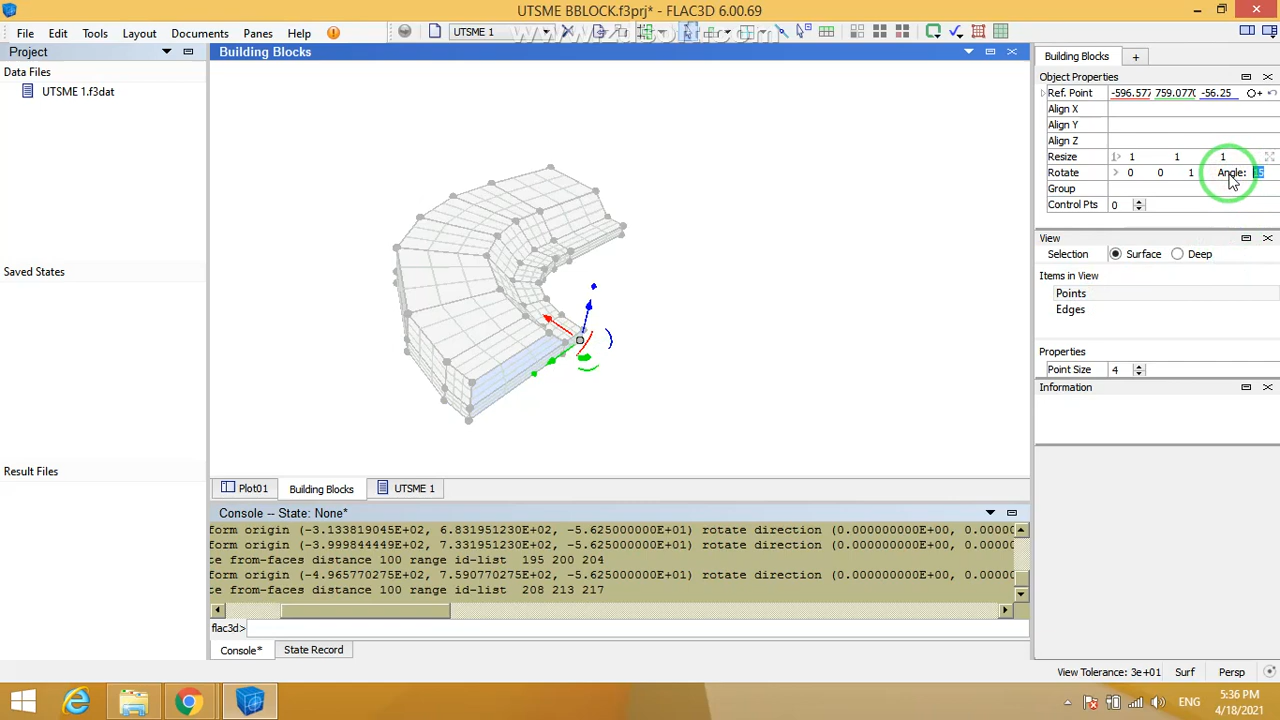 UTSME BBLOCK.f3prj* - FLAC3D 6.00.69
File Edit Tools Layout Documents Panes Help UTSME 1
Project
Building Blocks
Building Blocks
Data Files
UTSME 1.f3dat
Object Properties
Ref. Point -596.577 759.0770 -56.25
Align X
Align Y
Align Z
Resize 1 1 1
Rotate 0 0 1 Angle: 15
Group
Control Pts 0
View
Selection Surface Deep
Items in View
Points
Edges
Saved States
Properties
Point Size 4
Information
Result Files
Plot01 Building Blocks UTSME 1
Console -- State: None*
form origin (-3.133819045E+02, 6.831951230E+02, -5.625000000E+01) rotate direction (0.000000000E+00, 0.00000
form origin (-3.999844449E+02, 7.331951230E+02, -5.625000000E+01) rotate direction (0.000000000E+00, 0.00000
te from-faces distance 100 range id-list 195 200 204
form origin (-4.965770275E+02, 7.590770275E+02, -5.625000000E+01) rotate direction (0.000000000E+00, 0.00000
te from-faces distance 100 range id-list 208 213 217
flac3d>
Console* State Record
View Tolerance: 3e+01 Surf Persp
ENG
5:36 PM
4/18/2021